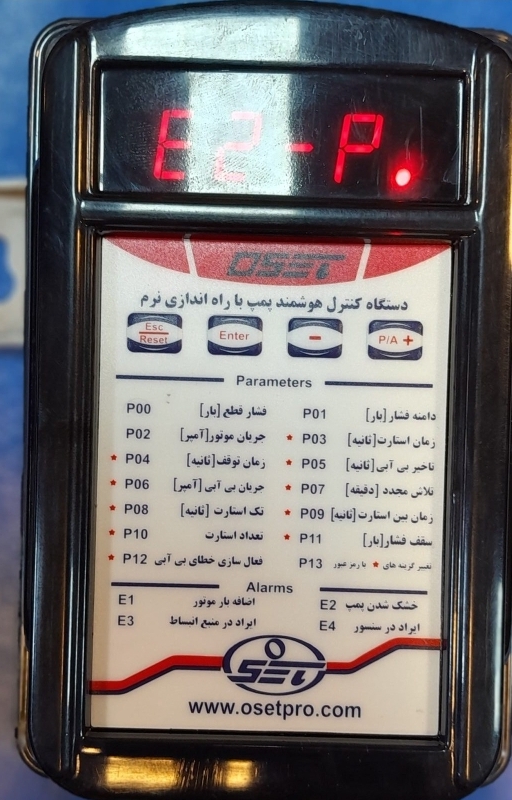 E2-P.
OSET
دستگاه کنترل هوشمند پمپ با راه اندازی نرم
Esc
Reset
Enter
-
P/A +
Parameters
P00 فشار قطع [بار]
P01 دامنه فشار [بار]
P02 جریان موتور [آمپر]
* P03 زمان استارت [ثانیه]
* P04 زمان توقف [ثانیه]
* P05 تاخیر بی آبی [ثانیه]
* P06 جریان بی آبی [آمپر]
* P07 تلاش مجدد [دقیقه]
* P08 تک استارت [ثانیه]
* P09 زمان بین استارت [ثانیه]
* P10 تعداد استارت
* P11 سقف فشار [بار]
* P12 فعال سازی خطای بی آبی
P13 تغییر گزینه های * با رمز عبور
Alarms
E1 اضافه بار موتور
E2 خشک شدن پمپ
E3 ایراد در منبع انبساط
E4 ایراد در سنسور
OSET
www.osetpro.com